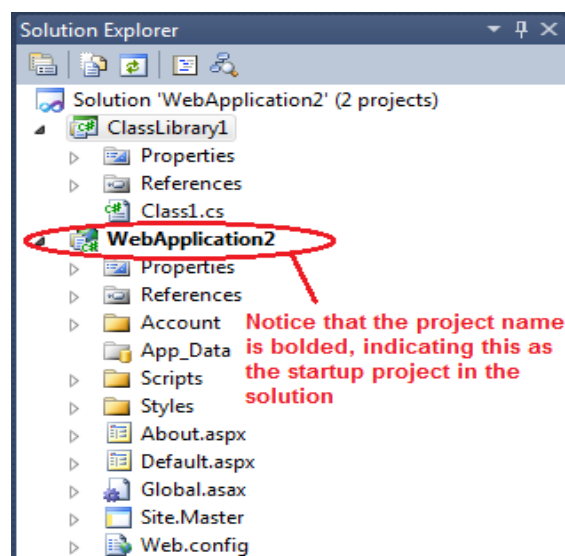 Solution Explorer
Solution 'WebApplication2' (2 projects)
ClassLibrary1
Properties
References
Class1.cs
WebApplication2
Properties
References
Account
App_Data
Scripts
Styles
About.aspx
Default.aspx
Global.asax
Site.Master
Web.config
Notice that the project name
is bolded, indicating this as
the startup project in the
solution